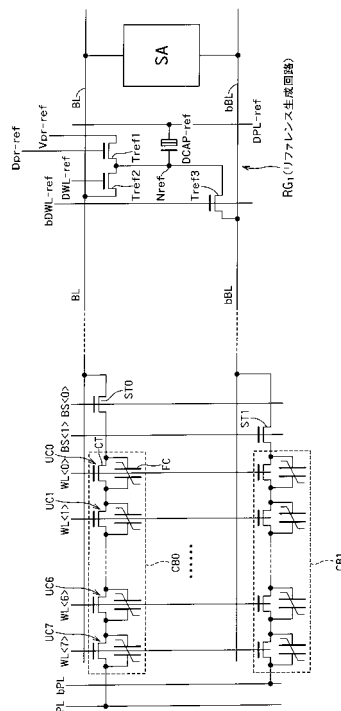 PL
bPL
WL<7>
UC7
WL<6>
UC6
WL<1>
UC1
WL<0>
UC0
CT
BS<1>
BS<0>
ST0
FC
CB0
ST1
CB1
BL
bBL
bDWL-ref
DWL-ref
Dpr-ref
Vpr-ref
Tref2
Tref1
Nref
DCAP-ref
Tref3
DPL-ref
BL
SA
bBL
RG1(リファレンス生成回路)